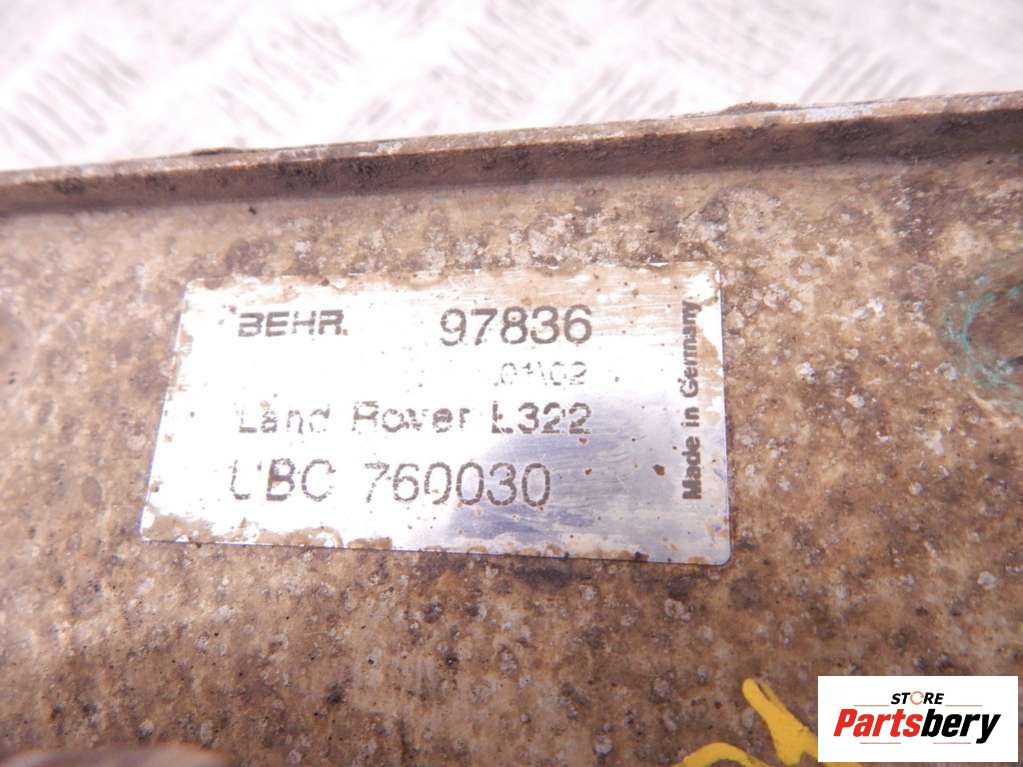 BEHR. 97836
01\02
Land Rover L322
UBC 760030
Made in Germany
STORE
Partsbery